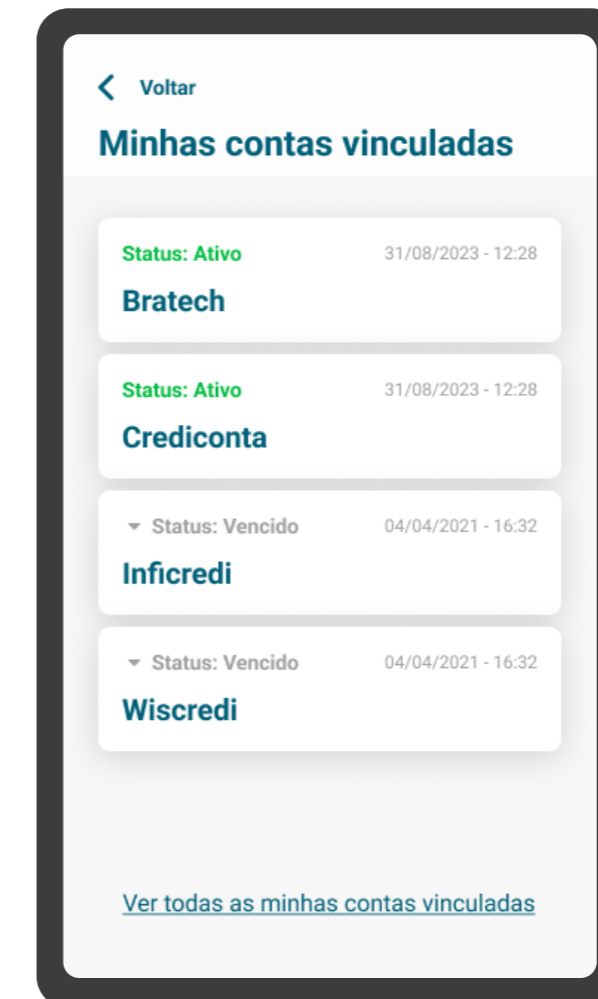 Voltar
Minhas contas vinculadas
Status: Ativo 31/08/2023 - 12:28
Bratech
Status: Ativo 31/08/2023 - 12:28
Crediconta
Status: Vencido 04/04/2021 - 16:32
Inficredi
Status: Vencido 04/04/2021 - 16:32
Wiscredi
Ver todas as minhas contas vinculadas